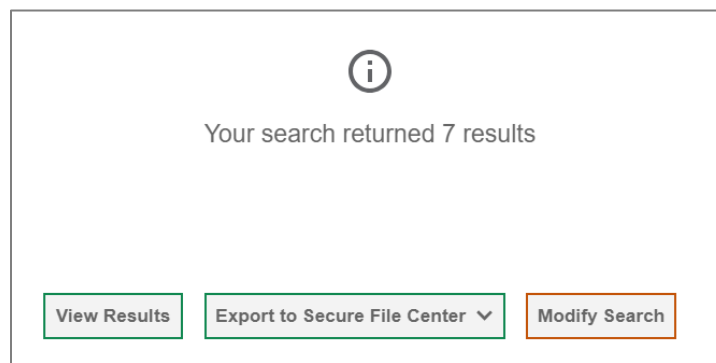 Your search returned 7 results
View Results
Export to Secure File Center
Modify Search